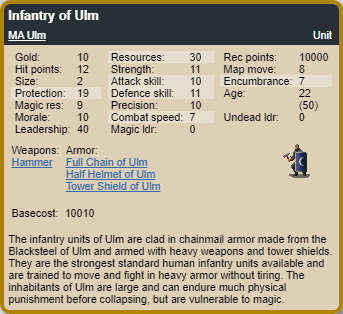 Infantry of Ulm
MA Ulm Unit
Gold: 10 Resources: 30 Rec points: 10000
Hit points: 12 Strength: 11 Map move: 8
Size: 2 Attack skill: 10 Encumbrance: 7
Protection: 19 Defence skill: 11 Age: 22
Magic res: 9 Precision: 10 (50)
Morale: 10 Combat speed: 7 Undead ldr: 0
Leadership: 40 Magic ldr: 0
Weapons: Armor:
Hammer Full Chain of Ulm
Half Helmet of Ulm
Tower Shield of Ulm
Basecost: 10010
The infantry units of Ulm are clad in chainmail armor made from the
Blacksteel of Ulm and armed with heavy weapons and tower shields.
They are the strongest standard human infantry units available and
are trained to move and fight in heavy armor without tiring. The
inhabitants of Ulm are large and can endure much physical
punishment before collapsing, but are vulnerable to magic.